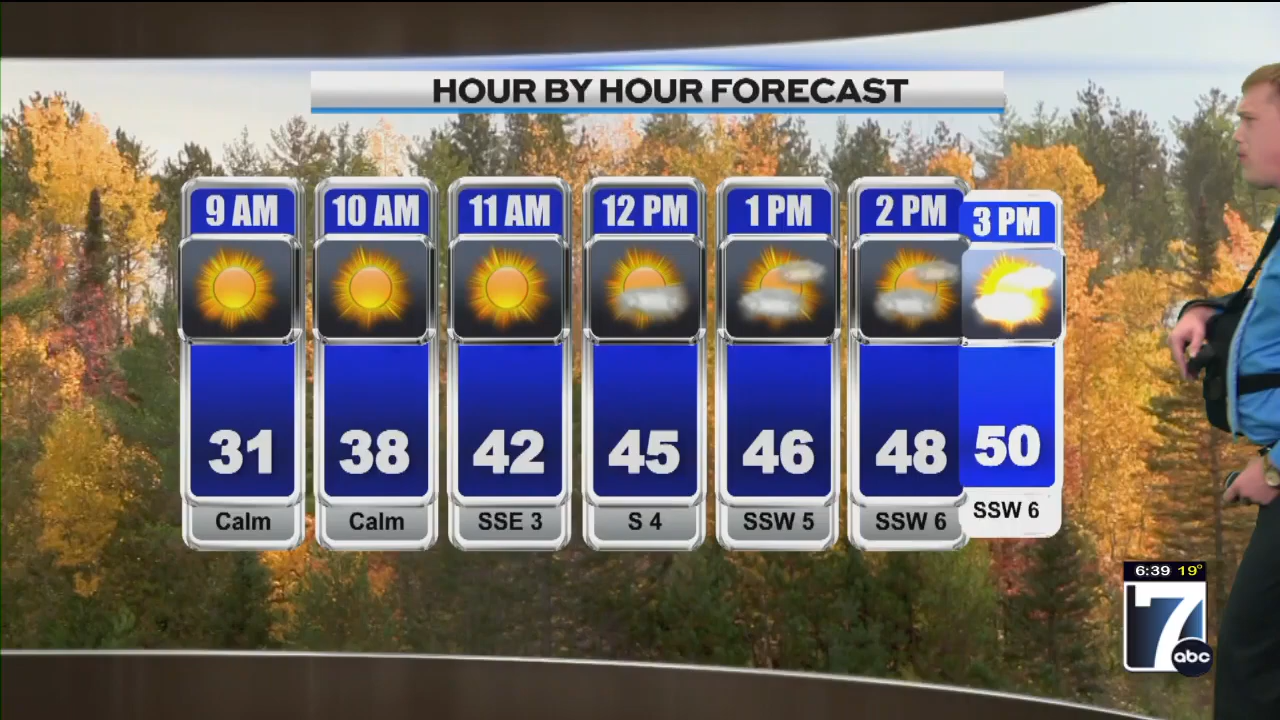 HOUR BY HOUR FORECAST
9 AM 10 AM 11 AM 12 PM 1 PM 2 PM 3 PM
31 38 42 45 46 48 50
Calm Calm SSE 3 S 4 SSW 5 SSW 6 SSW 6
6:39 19°
7
abc